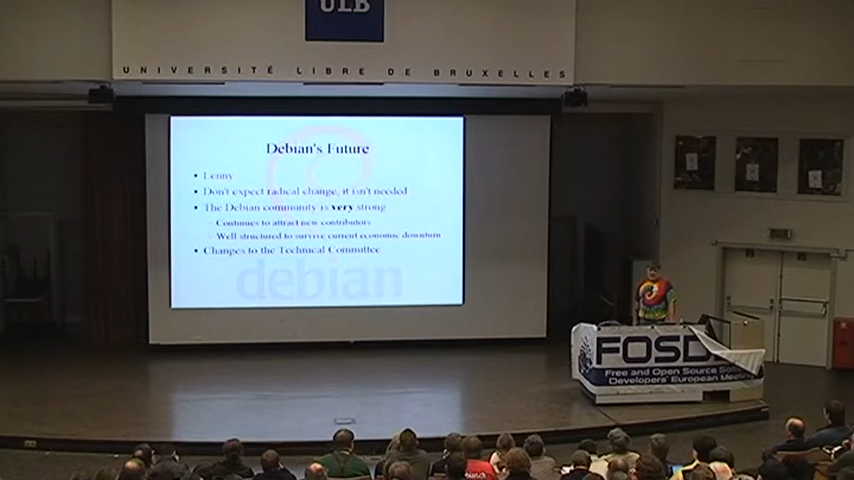 ULB
UNIVERSITÉ LIBRE DE BRUXELLES
Debian's Future
• Lenny
• Don't expect radical change, it isn't needed
• The Debian community is very strong
– Continues to attract new contributors
– Well structured to survive current economic downturn
• Changes to the Technical Committee
debian
FOSD
Free and Open Source So
Developers' European Meeti